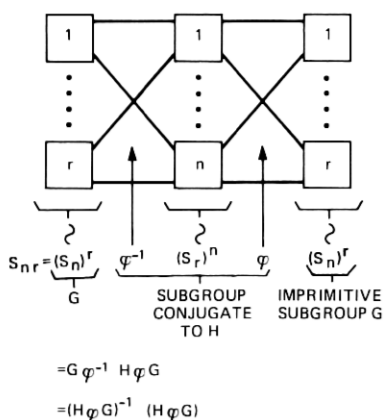 1 1 1
r n r
S_{nr} = (S_n)^r φ^{-1} (S_r)^n φ (S_n)^r
G SUBGROUP IMPRIMITIVE
CONJUGATE SUBGROUP G
TO H
=G φ^{-1} H φ G
=(H φ G)^{-1} (H φ G)